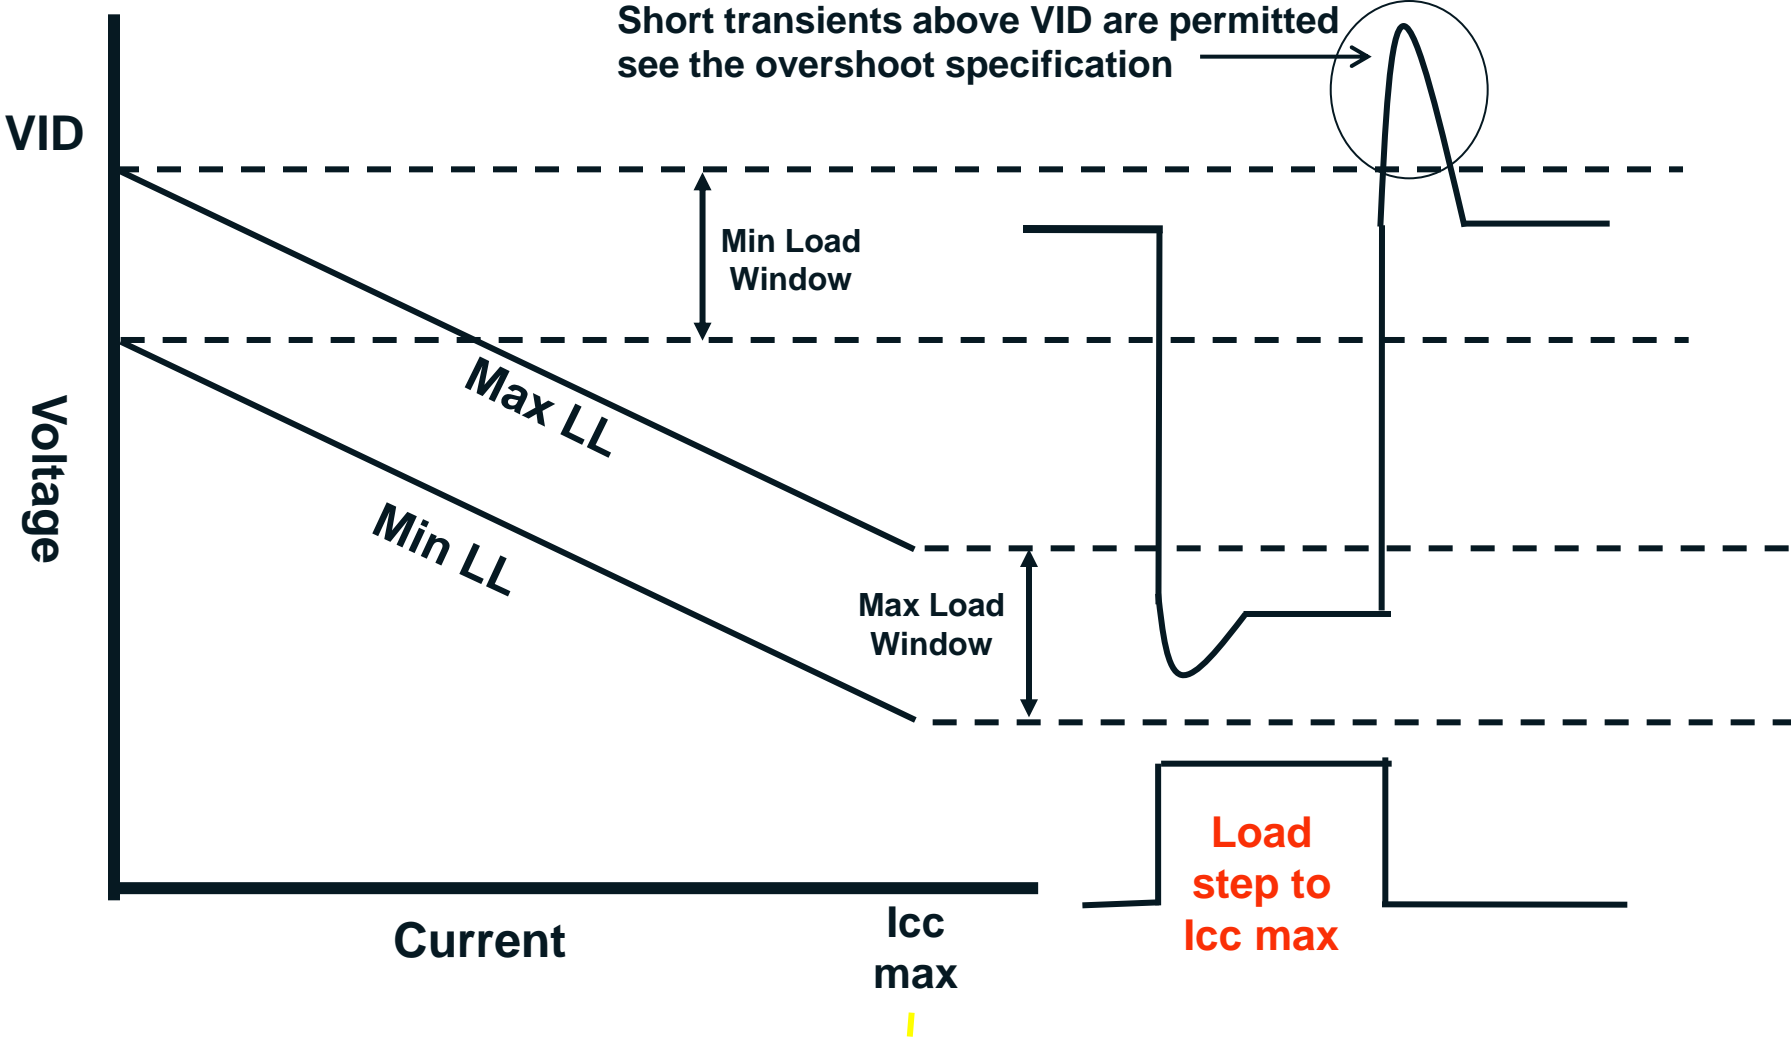 Short transients above VID are permitted
see the overshoot specification
VID
Min Load
Window
Max LL
Min LL
Voltage
Max Load
Window
Load
step to
Icc max
Current
Icc
max